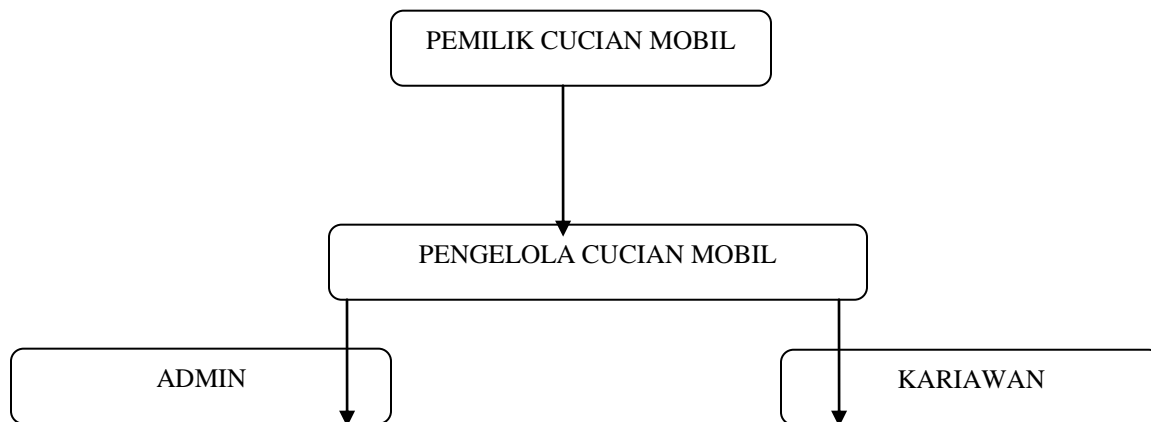 PEMILIK CUCIAN MOBIL
PENGELOLA CUCIAN MOBIL
ADMIN
KARIAWAN